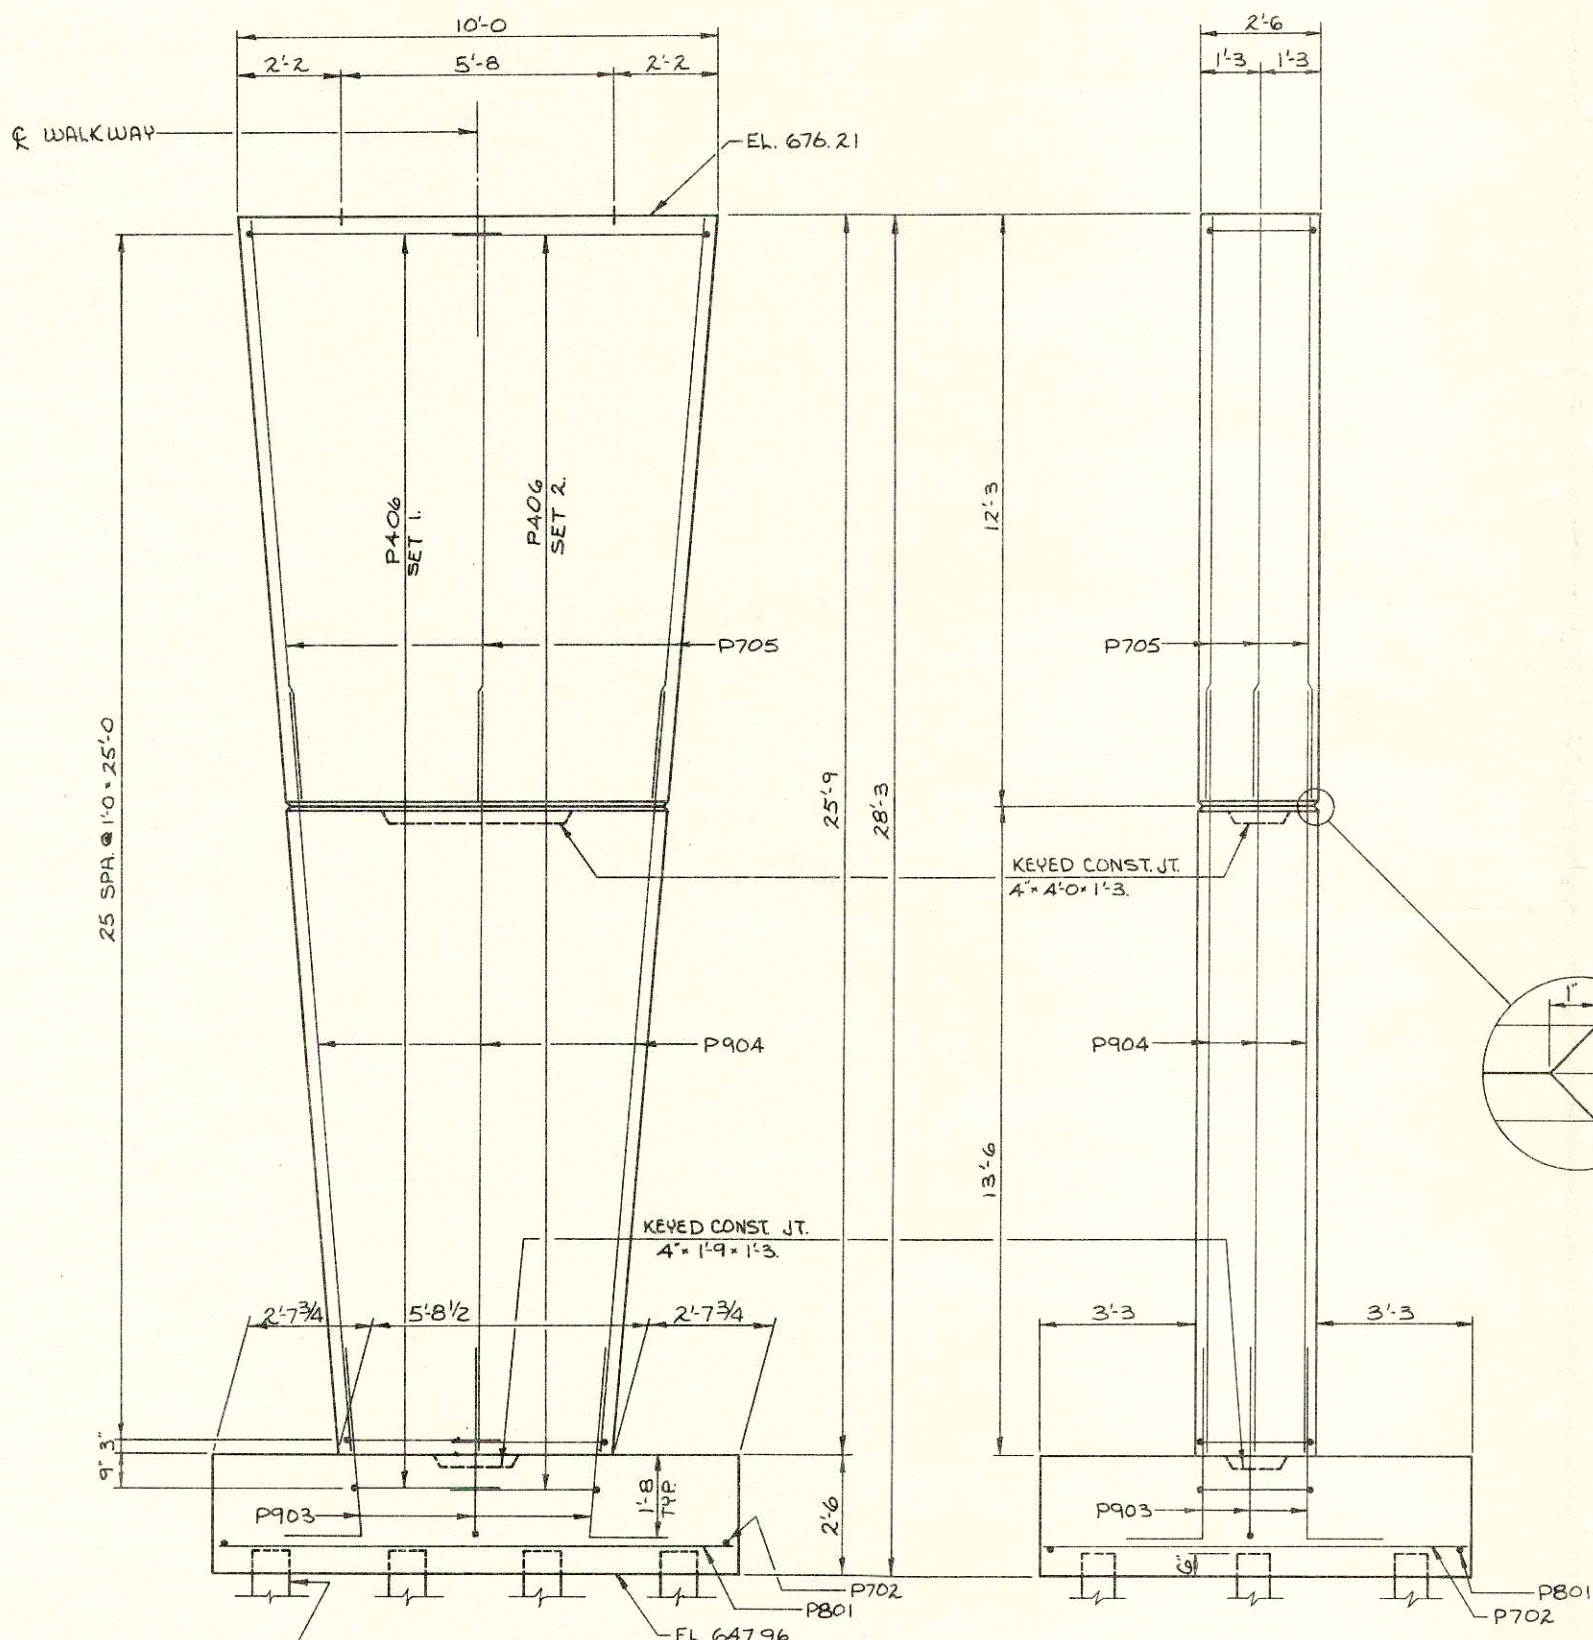 10'-0
2'-6
2'-2
5'-8
2'-2
1'-3
1'-3
℄ WALKWAY
EL. 676.21
P406
SET 1.
P406
SET 2.
12'-3
P705
P705
25 SPA. @ 1'-0 = 25'-0
25'-9
28'-3
KEYED CONST. JT.
4" × 4'-0 × 1'-3.
1"
P904
P904
13'-6
KEYED CONST. JT.
4" × 1'-9 × 1'-3.
2'-7 3/4
5'-8 1/2
2'-7 3/4
3'-3
3'-3
9" 3"
P903
1'-8
TYP.
2'-6
P903
6"
P702
P801
EL 647.96
P801
P702